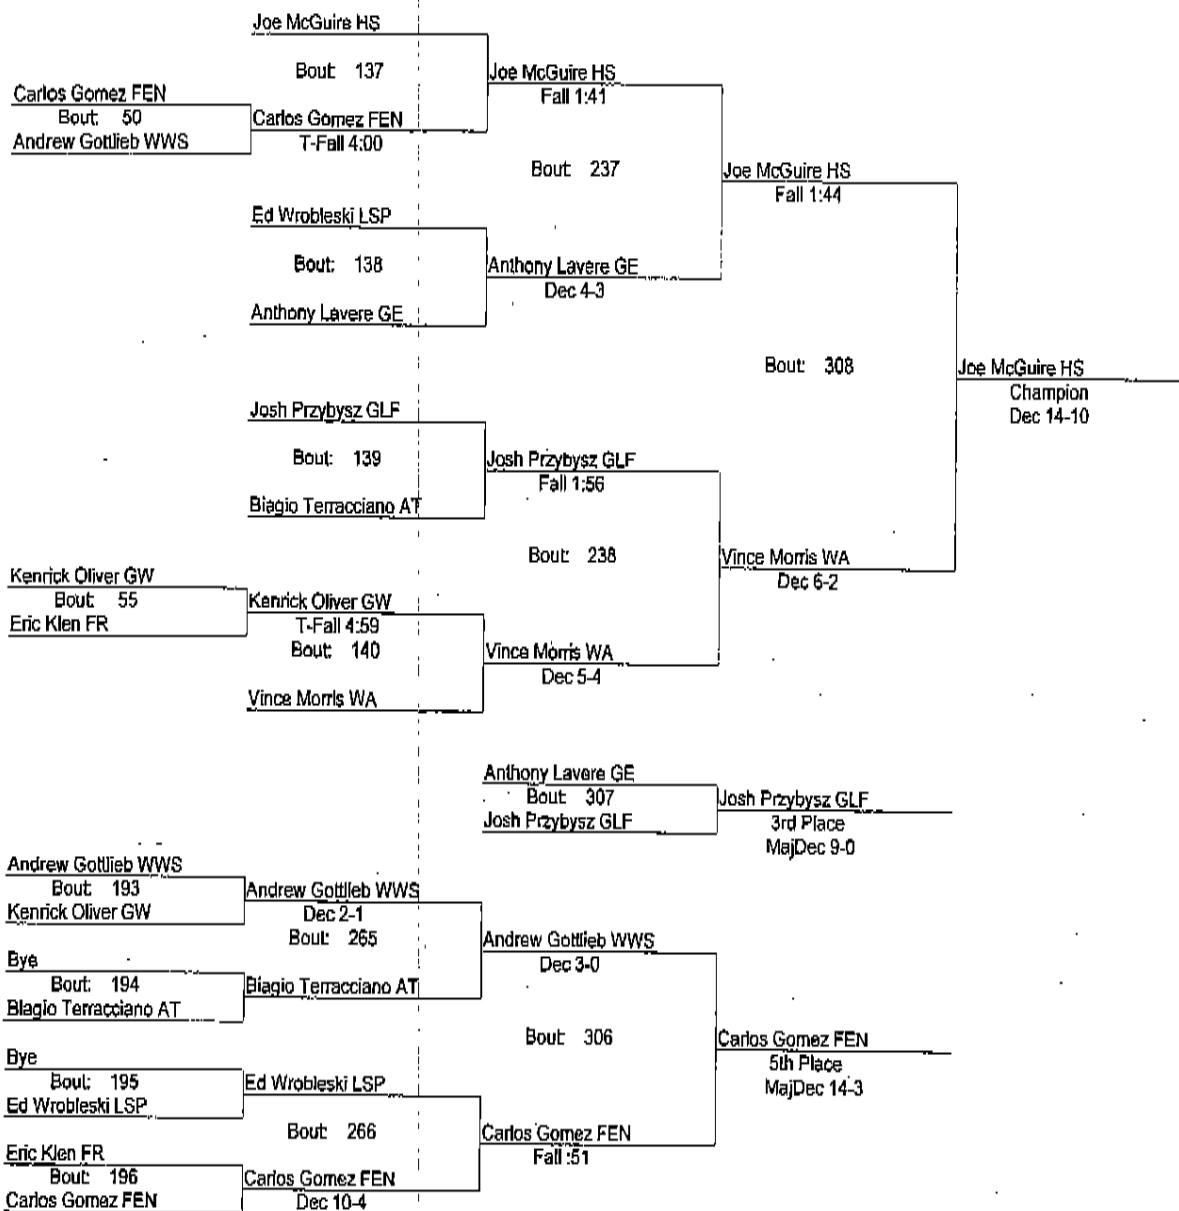 Joe McGuire HS
Bout: 137
Joe McGuire HS
Fall 1:41
Carlos Gomez FEN
Bout: 50
Andrew Gottlieb WWS
Carlos Gomez FEN
T-Fall 4:00
Bout: 237
Joe McGuire HS
Fall 1:44
Ed Wrobleski LSP
Bout: 138
Anthony Lavere GE
Dec 4-3
Anthony Lavere GE
Bout: 308
Joe McGuire HS
Champion
Dec 14-10
Josh Przybysz GLF
Bout: 139
Josh Przybysz GLF
Fall 1:56
Biagio Terracciano AT
Bout: 238
Vince Morris WA
Dec 6-2
Kenrick Oliver GW
Bout: 55
Eric Klen FR
Kenrick Oliver GW
T-Fall 4:59
Bout: 140
Vince Morris WA
Dec 5-4
Vince Morris WA
Anthony Lavere GE
Bout: 307
Josh Przybysz GLF
Josh Przybysz GLF
3rd Place
MajDec 9-0
Andrew Gottlieb WWS
Bout: 193
Kenrick Oliver GW
Andrew Gottlieb WWS
Dec 2-1
Bout: 265
Andrew Gottlieb WWS
Dec 3-0
Bye
Bout: 194
Biagio Terracciano AT
Biagio Terracciano AT
Bout: 306
Carlos Gomez FEN
5th Place
MajDec 14-3
Bye
Bout: 195
Ed Wrobleski LSP
Ed Wrobleski LSP
Bout: 266
Carlos Gomez FEN
Fall :51
Eric Klen FR
Bout: 196
Carlos Gomez FEN
Carlos Gomez FEN
Dec 10-4